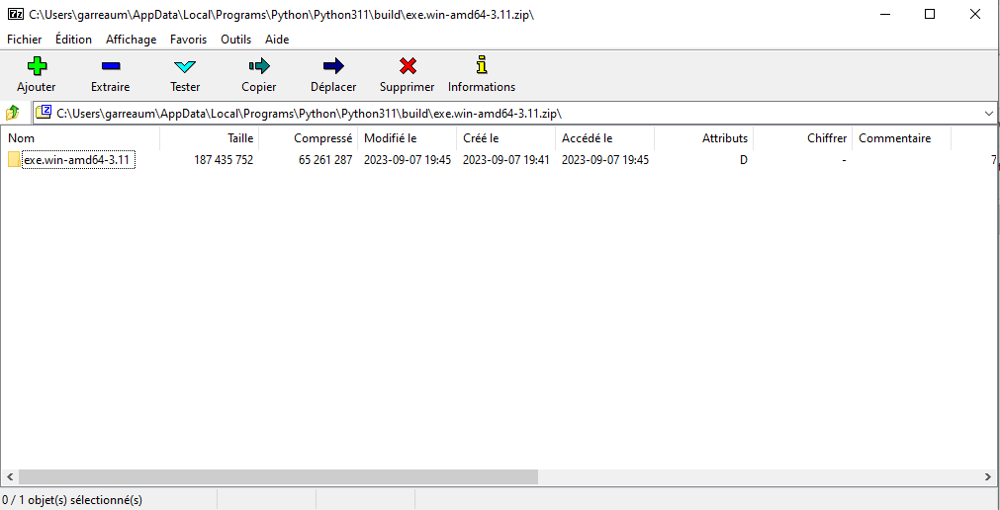 7z C:\Users\garreaum\AppData\Local\Programs\Python\Python311\build\exe.win-amd64-3.11.zip\
Fichier Édition Affichage Favoris Outils Aide
Ajouter Extraire Tester Copier Déplacer Supprimer Informations
C:\Users\garreaum\AppData\Local\Programs\Python\Python311\build\exe.win-amd64-3.11.zip\
Nom Taille Compressé Modifié le Créé le Accédé le Attributs Chiffrer Commentaire
exe.win-amd64-3.11 187 435 752 65 261 287 2023-09-07 19:45 2023-09-07 19:41 2023-09-07 19:45 D - 7
0 / 1 objet(s) sélectionné(s)